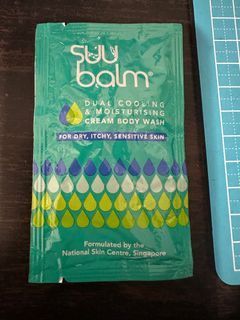 suu
balm®
DUAL COOLING
& MOISTURISING
CREAM BODY WASH
FOR DRY, ITCHY, SENSITIVE SKIN
Formulated by the
National Skin Centre, Singapore